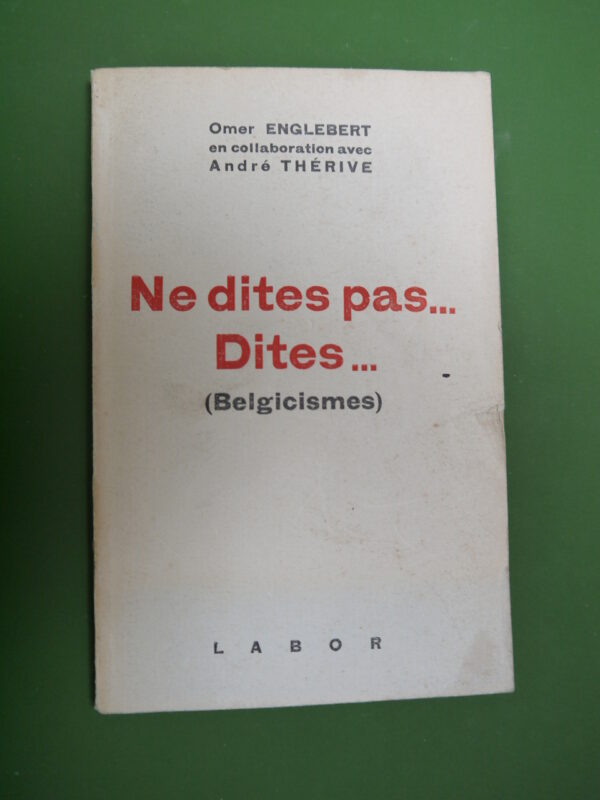 Omer ENGLEBERT
en collaboration avec
André THÉRIVE
Ne dites pas...
Dites...
(Belgicismes)
LABOR